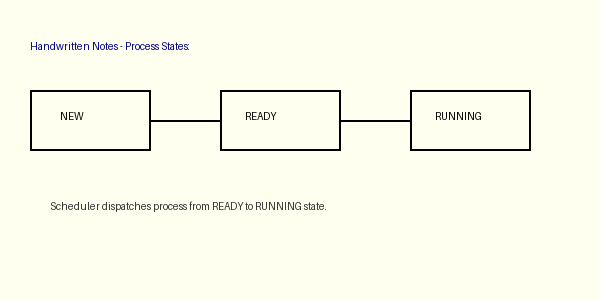 Handwritten Notes - Process States:
NEW
READY
RUNNING
Scheduler dispatches process from READY to RUNNING state.